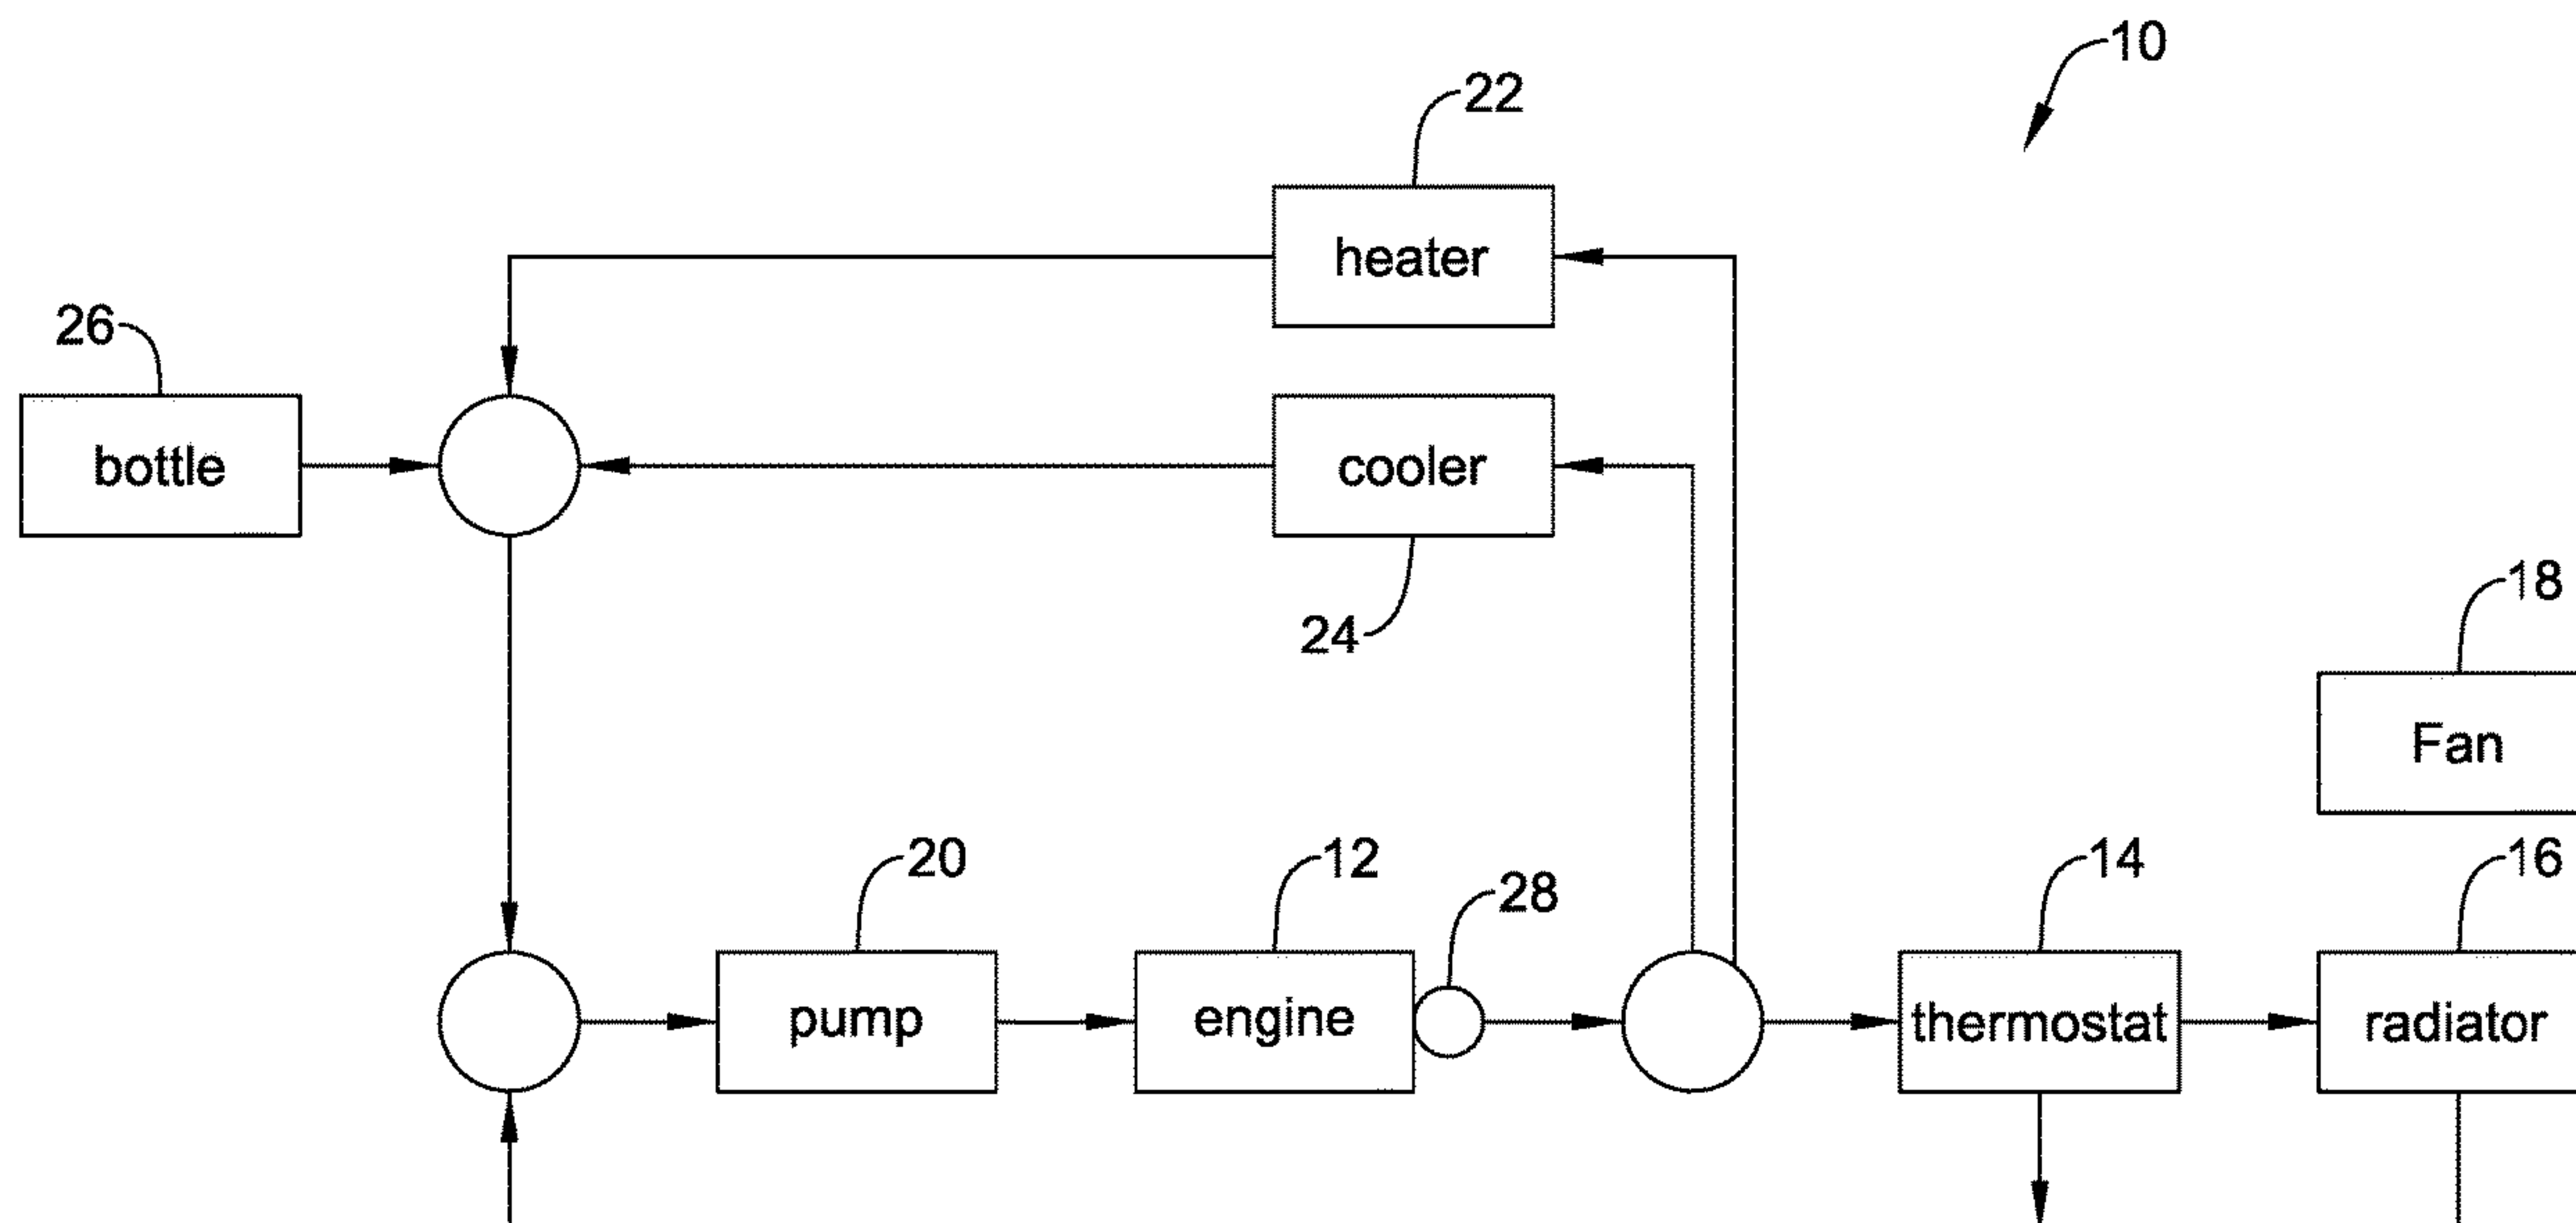 10
22
heater
26
bottle
cooler
24
18
Fan
20
12
28
14
16
pump
engine
thermostat
radiator